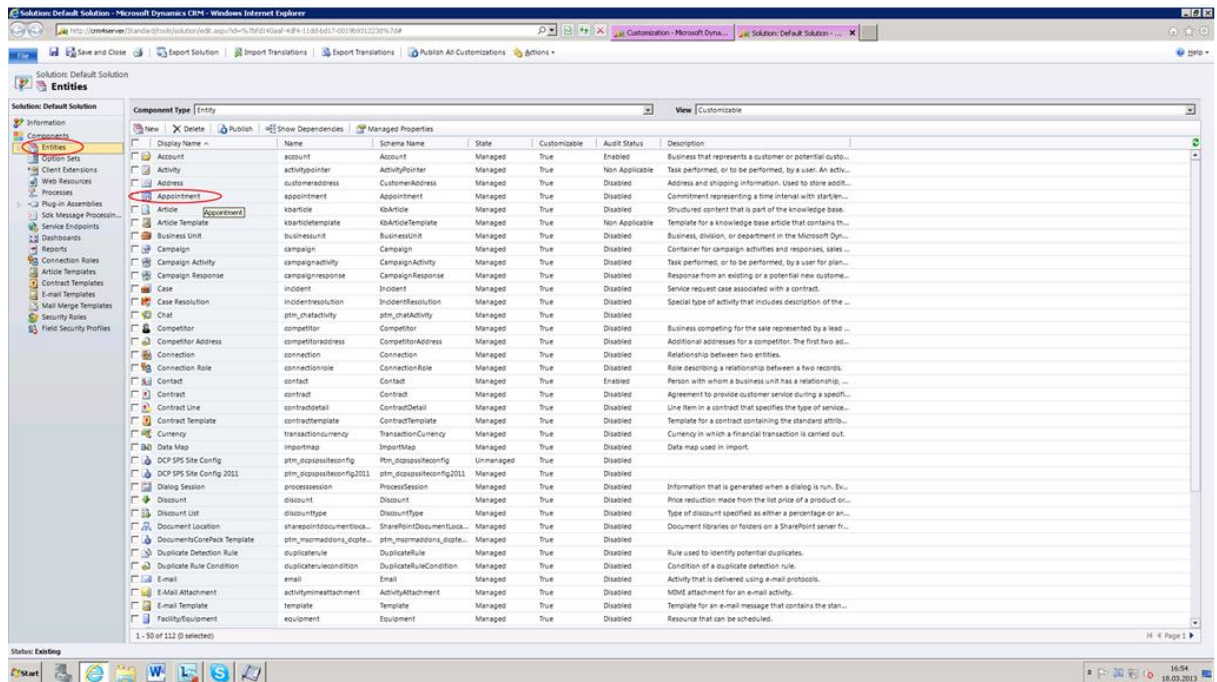 Solution: Default Solution - Microsoft Dynamics CRM - Windows Internet Explorer
Customization - Microsoft Dyna... Solution: Default Solution - ...
File Save and Close Export Solution Import Translations Export Translations Publish All Customizations Actions Help
Solution: Default Solution
Entities
Solution: Default Solution
Information
Components
Entities
Option Sets
Client Extensions
Web Resources
Processes
Plug-in Assemblies
Sdk Message Processin...
Service Endpoints
Dashboards
Reports
Connection Roles
Article Templates
Contract Templates
E-mail Templates
Mail Merge Templates
Security Roles
Field Security Profiles
Component Type Entity View Customizable
New Delete Publish Show Dependencies Managed Properties
Display Name Name Schema Name State Customizable Audit Status Description
Account account Account Managed True Enabled Business that represents a customer or potential custo...
Activity activitypointer ActivityPointer Managed True Non Applicable Task performed, or to be performed, by a user. An activ...
Address customeraddress CustomerAddress Managed True Disabled Address and shipping information. Used to store addit...
Appointment appointment Appointment Managed True Disabled Commitment representing a time interval with start/en...
Article kbarticle KbArticle Managed True Disabled Structured content that is part of the knowledge base.
Appointment
Article Template kbarticletemplate KbArticleTemplate Managed True Non Applicable Template for a knowledge base article that contains th...
Business Unit businessunit BusinessUnit Managed True Disabled Business, division, or department in the Microsoft Dyn...
Campaign campaign Campaign Managed True Disabled Container for campaign activities and responses, sales ...
Campaign Activity campaignactivity CampaignActivity Managed True Disabled Task performed, or to be performed, by a user for plan...
Campaign Response campaignresponse CampaignResponse Managed True Disabled Response from an existing or a potential new custome...
Case incident Incident Managed True Disabled Service request case associated with a contract.
Case Resolution incidentresolution IncidentResolution Managed True Disabled Special type of activity that includes description of the ...
Chat ptm_chatactivity ptm_chatActivity Managed True Disabled
Competitor competitor Competitor Managed True Disabled Business competing for the sale represented by a lead ...
Competitor Address competitoraddress CompetitorAddress Managed True Disabled Additional addresses for a competitor. The first two ad...
Connection connection Connection Managed True Disabled Relationship between two entities.
Connection Role connectionrole ConnectionRole Managed True Disabled Role describing a relationship between a two records.
Contact contact Contact Managed True Enabled Person with whom a business unit has a relationship, ...
Contract contract Contract Managed True Disabled Agreement to provide customer service during a specifi...
Contract Line contractdetail ContractDetail Managed True Disabled Line item in a contract that specifies the type of service...
Contract Template contracttemplate ContractTemplate Managed True Disabled Template for a contract containing the standard attrib...
Currency transactioncurrency TransactionCurrency Managed True Disabled Currency in which a financial transaction is carried out.
Data Map importmap ImportMap Managed True Disabled Data map used in import.
DCP SPS Site Config ptm_dcpspssiteconfig Ptm_dcpspssiteconfig Unmanaged True Disabled
DCP SPS Site Config 2011 ptm_dcpspssiteconfig2011 ptm_dcpspssiteconfig2011 Managed True Disabled
Dialog Session processsession ProcessSession Managed True Disabled Information that is generated when a dialog is run. Ev...
Discount discount Discount Managed True Disabled Price reduction made from the list price of a product or...
Discount List discounttype DiscountType Managed True Disabled Type of discount specified as either a percentage or an...
Document Location sharepointdocumentloca... SharePointDocumentLoca... Managed True Disabled Document libraries or folders on a SharePoint server fr...
DocumentsCorePack Template ptm_mscrmaddons_dcpte... ptm_mscrmaddons_dcpte... Managed True Disabled
Duplicate Detection Rule duplicaterule DuplicateRule Managed True Disabled Rule used to identify potential duplicates.
Duplicate Rule Condition duplicaterulecondition DuplicateRuleCondition Managed True Disabled Condition of a duplicate detection rule.
E-mail email Email Managed True Disabled Activity that is delivered using e-mail protocols.
E-mail Attachment activitymimeattachment ActivityAttachment Managed True Disabled MIME attachment for an e-mail activity.
E-mail Template template Template Managed True Disabled Template for an e-mail message that contains the stan...
Facility/Equipment equipment Equipment Managed True Disabled Resource that can be scheduled.
1 - 50 of 112 (0 selected) Page 1
Status: Existing
Start 16:54
18.03.2013